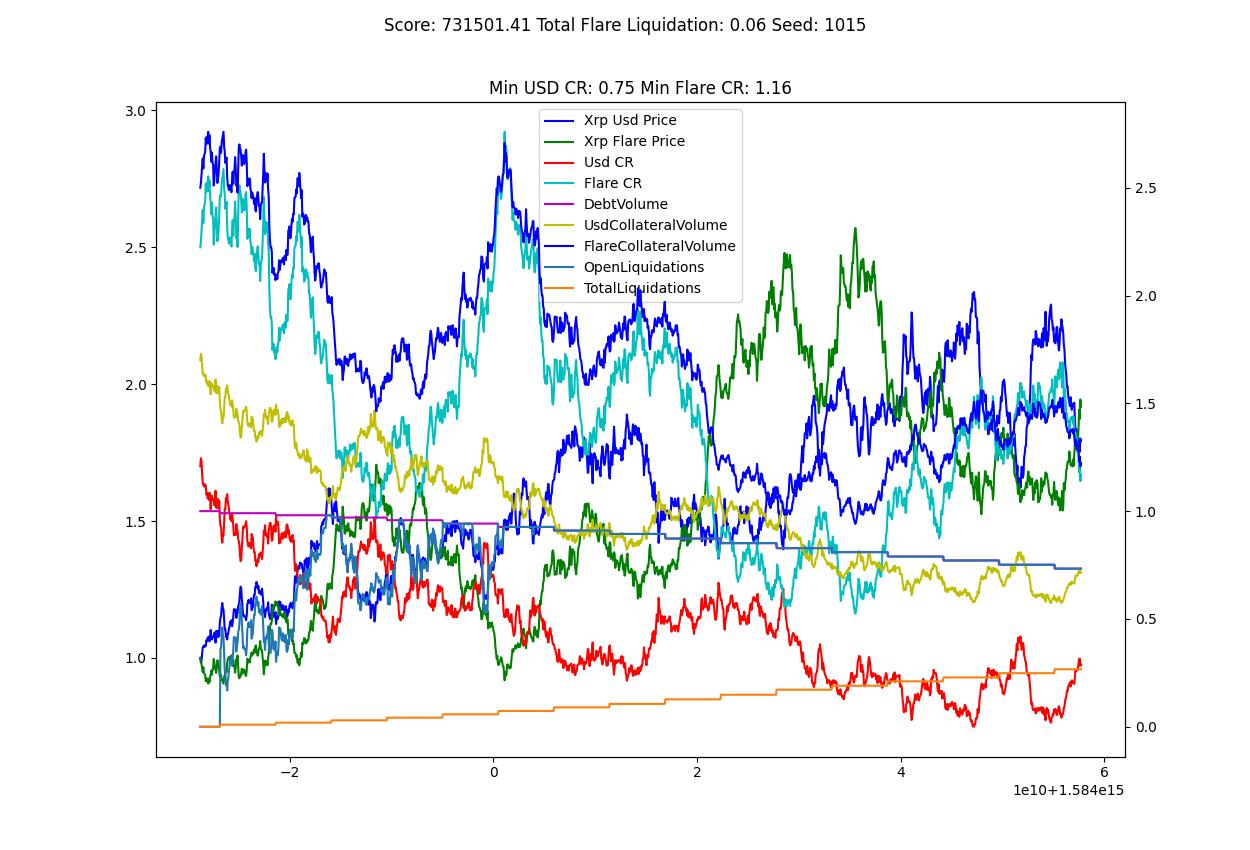 Score: 731501.41 Total Flare Liquidation: 0.06 Seed: 1015
Min USD CR: 0.75 Min Flare CR: 1.16
3.0
2.5
2.0
1.5
1.0
Xrp Usd Price
Xrp Flare Price
Usd CR
Flare CR
DebtVolume
UsdCollateralVolume
FlareCollateralVolume
OpenLiquidations
TotalLiquidations
2.5
2.0
1.5
1.0
0.5
0.0
−2 0 2 4 6
1e10+1.584e15